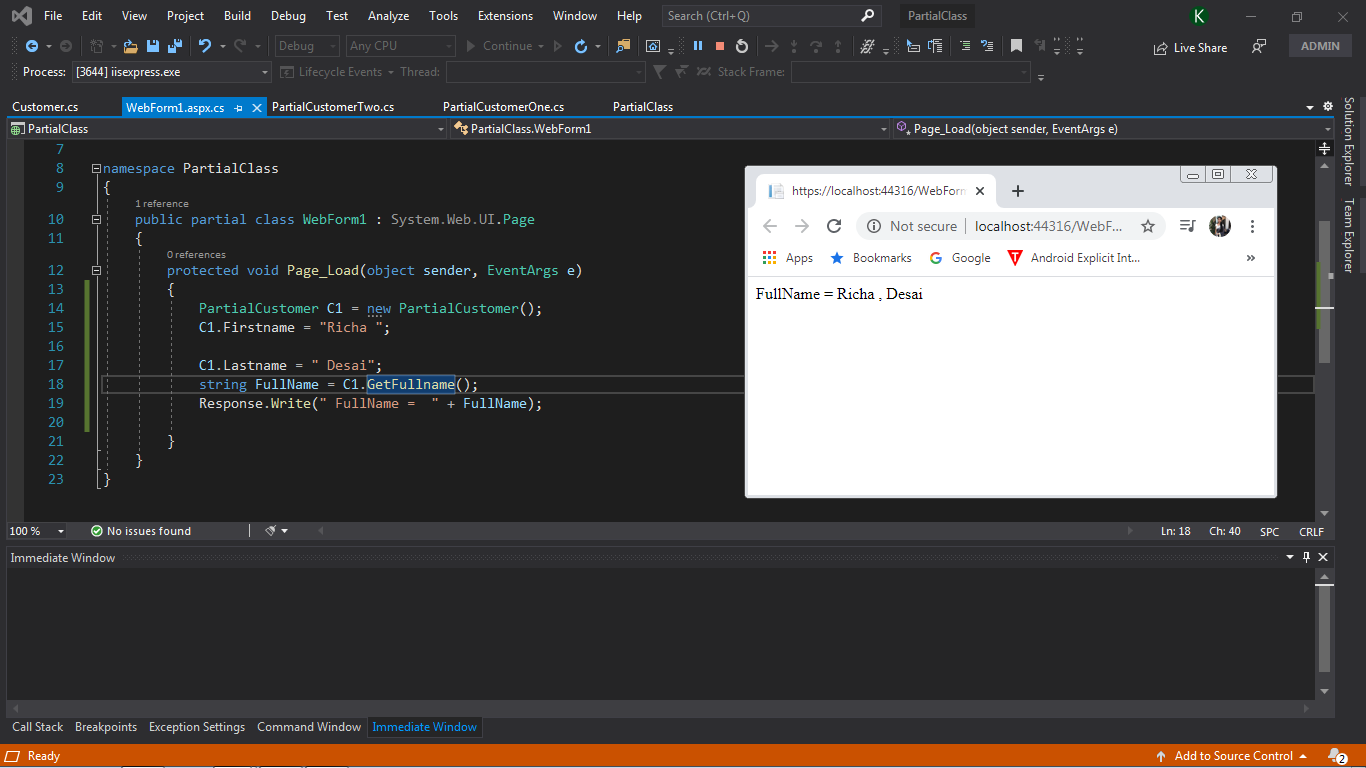 File Edit View Project Build Debug Test Analyze Tools Extensions Window Help Search (Ctrl+Q) PartialClass K
Debug Any CPU Continue Live Share ADMIN
Process: [3644] iisexpress.exe Lifecycle Events Thread: Stack Frame:
Customer.cs WebForm1.aspx.cs PartialCustomerTwo.cs PartialCustomerOne.cs PartialClass
PartialClass PartialClass.WebForm1 Page_Load(object sender, EventArgs e)
Solution Explorer
Team Explorer
7
8 namespace PartialClass
9 {
1 reference
10 public partial class WebForm1 : System.Web.UI.Page
11 {
0 references
12 protected void Page_Load(object sender, EventArgs e)
13 {
14 PartialCustomer C1 = new PartialCustomer();
15 C1.Firstname = "Richa ";
16
17 C1.Lastname = " Desai";
18 string FullName = C1.GetFullname();
19 Response.Write(" FullName =  " + FullName);
20
21 }
22 }
23 }
https://localhost:44316/WebForm
Not secure localhost:44316/WebF...
Apps Bookmarks Google Android Explicit Int... »
FullName = Richa , Desai
100 % No issues found Ln: 18 Ch: 40 SPC CRLF
Immediate Window
Call Stack Breakpoints Exception Settings Command Window Immediate Window
Ready Add to Source Control 2